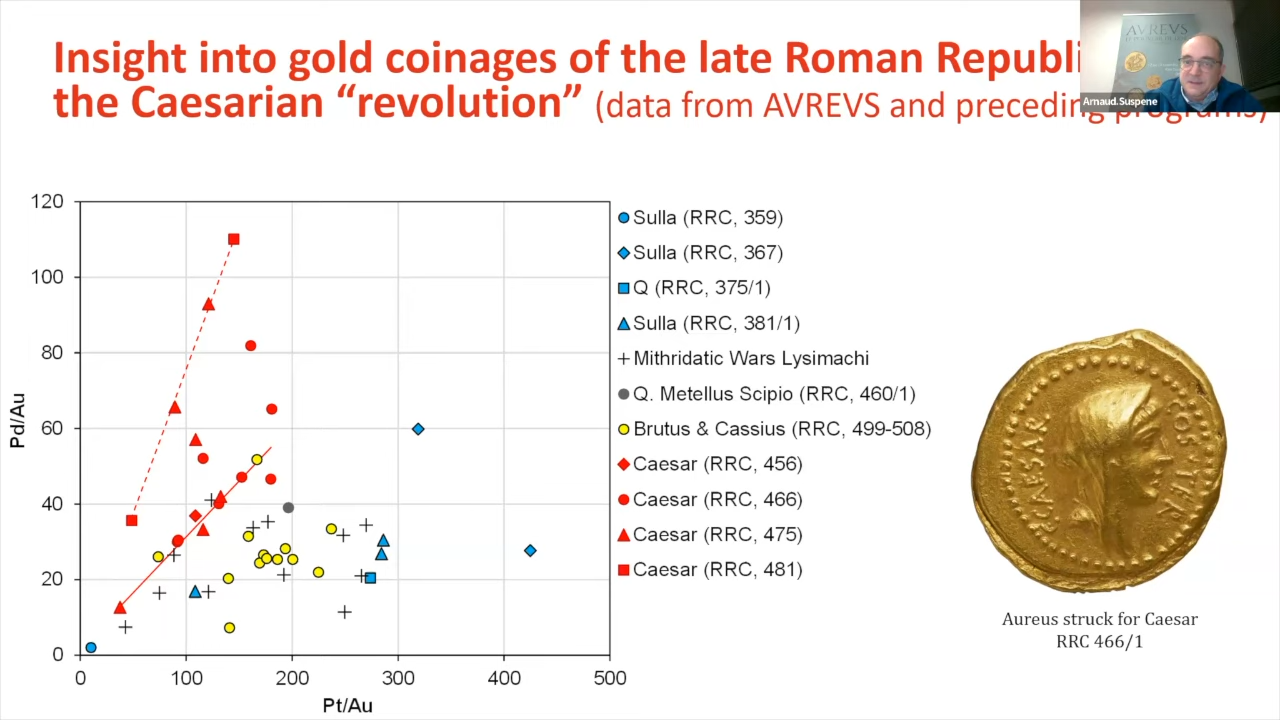 Insight into gold coinages of the late Roman Republi
the Caesarian “revolution” (data from AVREVS and preceding programs)
AVREVS
Arnaud.Suspene
120
100
80
60
40
20
0
Pd/Au
0 100 200 300 400 500
Pt/Au
Sulla (RRC, 359)
Sulla (RRC, 367)
Q (RRC, 375/1)
Sulla (RRC, 381/1)
Mithridatic Wars Lysimachi
Q. Metellus Scipio (RRC, 460/1)
Brutus & Cassius (RRC, 499-508)
Caesar (RRC, 456)
Caesar (RRC, 466)
Caesar (RRC, 475)
Caesar (RRC, 481)
C·CAESAR
COS·TER
Aureus struck for Caesar
RRC 466/1